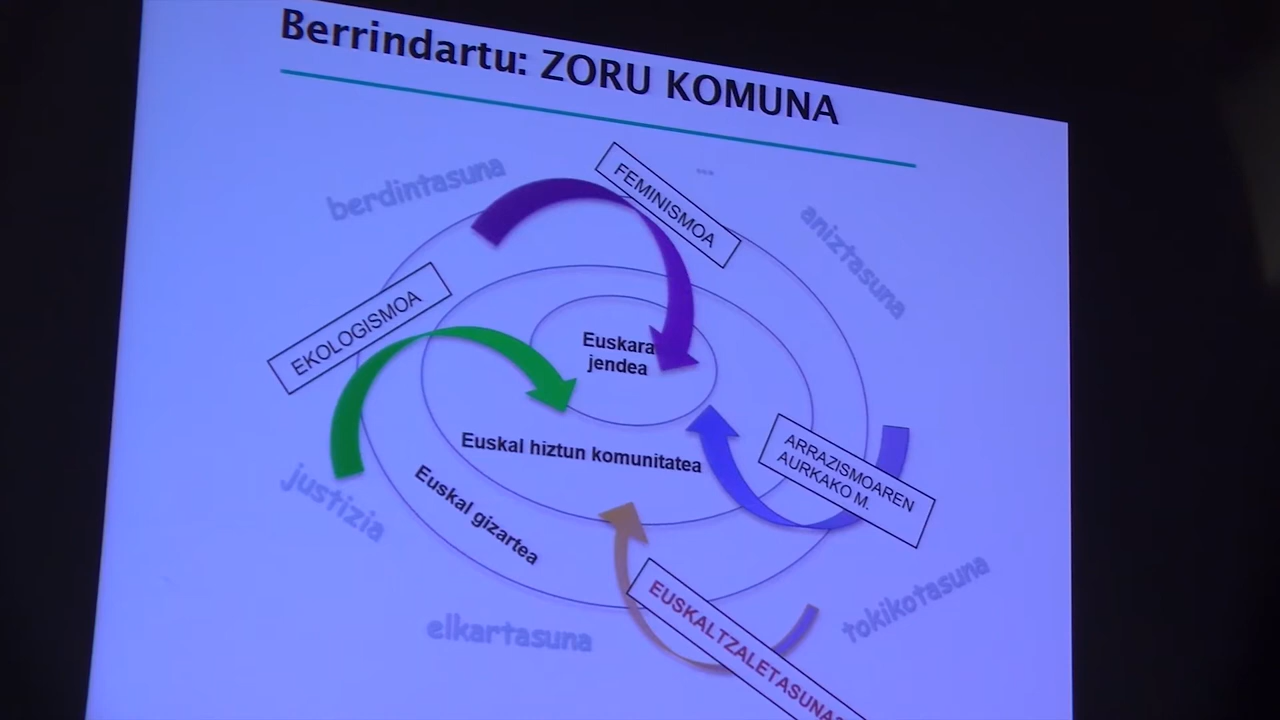 Berrindartu: ZORU KOMUNA
berdintasuna
FEMINISMOA
...
aniztasuna
EKOLOGISMOA
Euskara
jendea
Euskal hiztun komunitatea
ARRAZISMOAREN
AURKAKO M.
Euskal gizartea
justizia
tokikotasuna
elkartasuna
EUSKALTZALETASUNA?